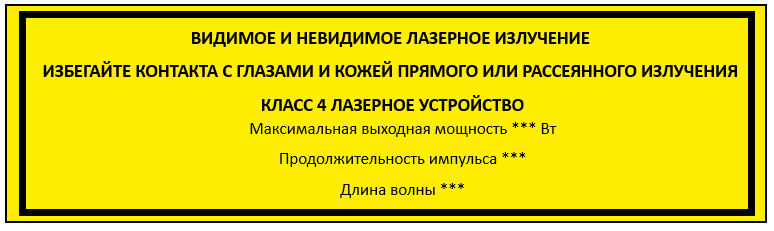 ВИДИМОЕ И НЕВИДИМОЕ ЛАЗЕРНОЕ ИЗЛУЧЕНИЕ
ИЗБЕГАЙТЕ КОНТАКТА С ГЛАЗАМИ И КОЖЕЙ ПРЯМОГО ИЛИ РАССЕЯННОГО ИЗЛУЧЕНИЯ
КЛАСС 4 ЛАЗЕРНОЕ УСТРОЙСТВО
Максимальная выходная мощность *** Вт
Продолжительность импульса ***
Длина волны ***